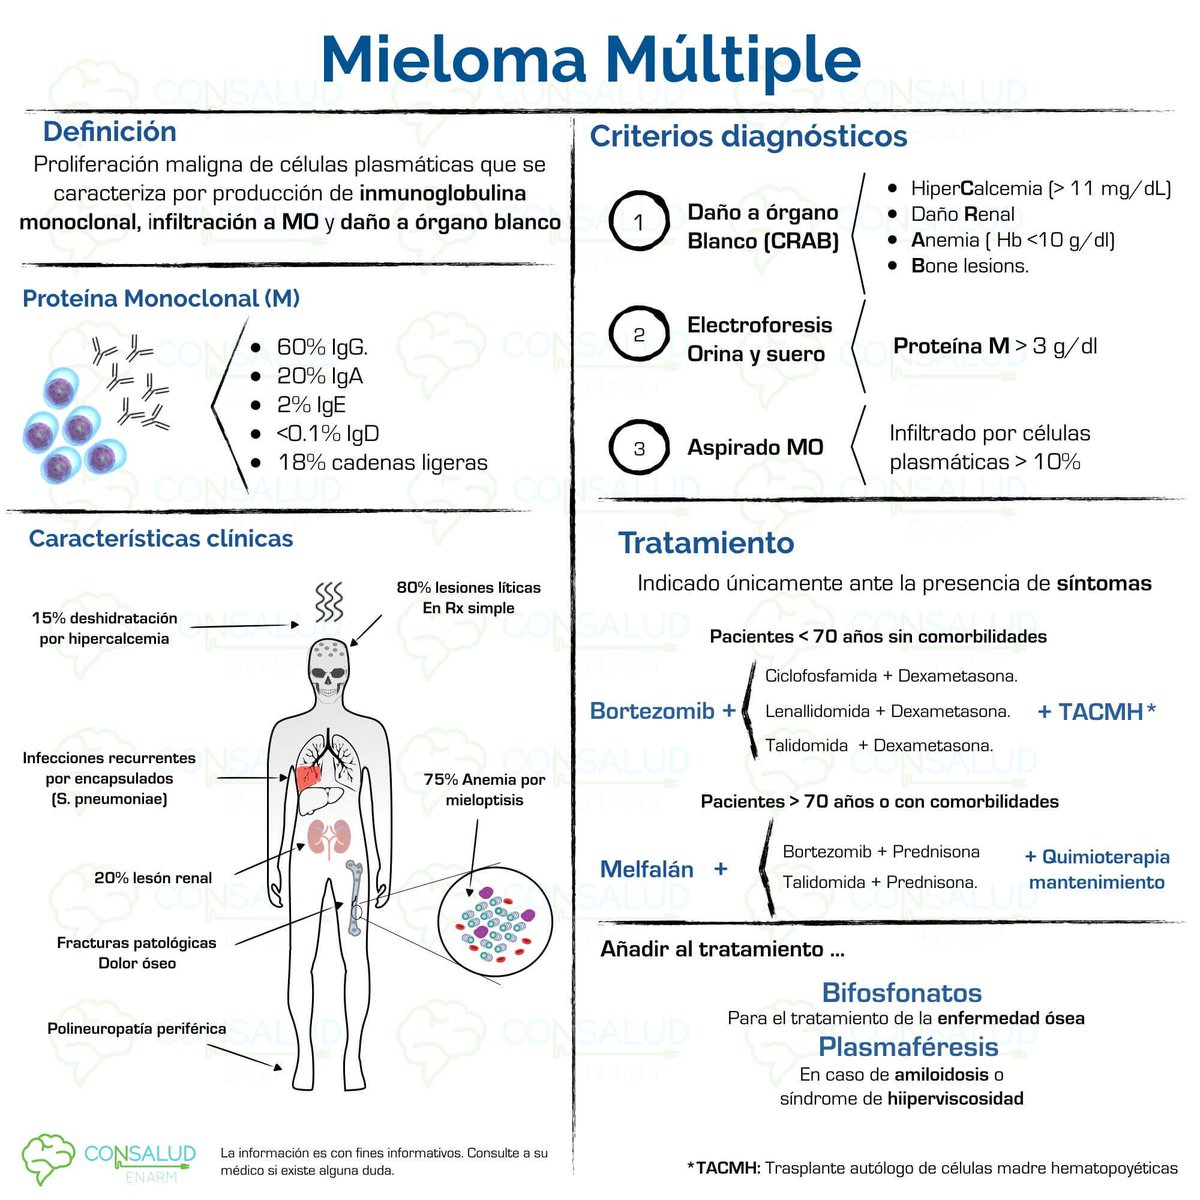 Mieloma Múltiple
Definición
Proliferación maligna de células plasmáticas que se
caracteriza por producción de inmunoglobulina
monoclonal, infiltración a MO y daño a órgano blanco
Proteína Monoclonal (M)
• 60% IgG.
• 20% IgA
• 2% IgE
• <0.1% IgD
• 18% cadenas ligeras
Características clínicas
15% deshidratación
por hipercalcemia
80% lesiones líticas
En Rx simple
Infecciones recurrentes
por encapsulados
(S. pneumoniae)
75% Anemia por
mieloptisis
20% lesón renal
Fracturas patológicas
Dolor óseo
Polineuropatía periférica
Criterios diagnósticos
1
Daño a órgano
Blanco (CRAB)
• HiperCalcemia (> 11 mg/dL)
• Daño Renal
• Anemia ( Hb <10 g/dl)
• Bone lesions.
2
Electroforesis
Orina y suero
Proteína M > 3 g/dl
3
Aspirado MO
Infiltrado por células
plasmáticas > 10%
Tratamiento
Indicado únicamente ante la presencia de síntomas
Pacientes < 70 años sin comorbilidades
Bortezomib +
Ciclofosfamida + Dexametasona.
Lenallidomida + Dexametasona.
Talidomida + Dexametasona.
+ TACMH*
Pacientes > 70 años o con comorbilidades
Melfalán +
Bortezomib + Prednisona
Talidomida + Prednisona.
+ Quimioterapia
mantenimiento
Añadir al tratamiento ...
Bifosfonatos
Para el tratamiento de la enfermedad ósea
Plasmaféresis
En caso de amiloidosis o
síndrome de hiiperviscosidad
CONSALUD
ENARM
La información es con fines informativos. Consulte a su
médico si existe alguna duda.
*TACMH: Trasplante autólogo de células madre hematopoyéticas